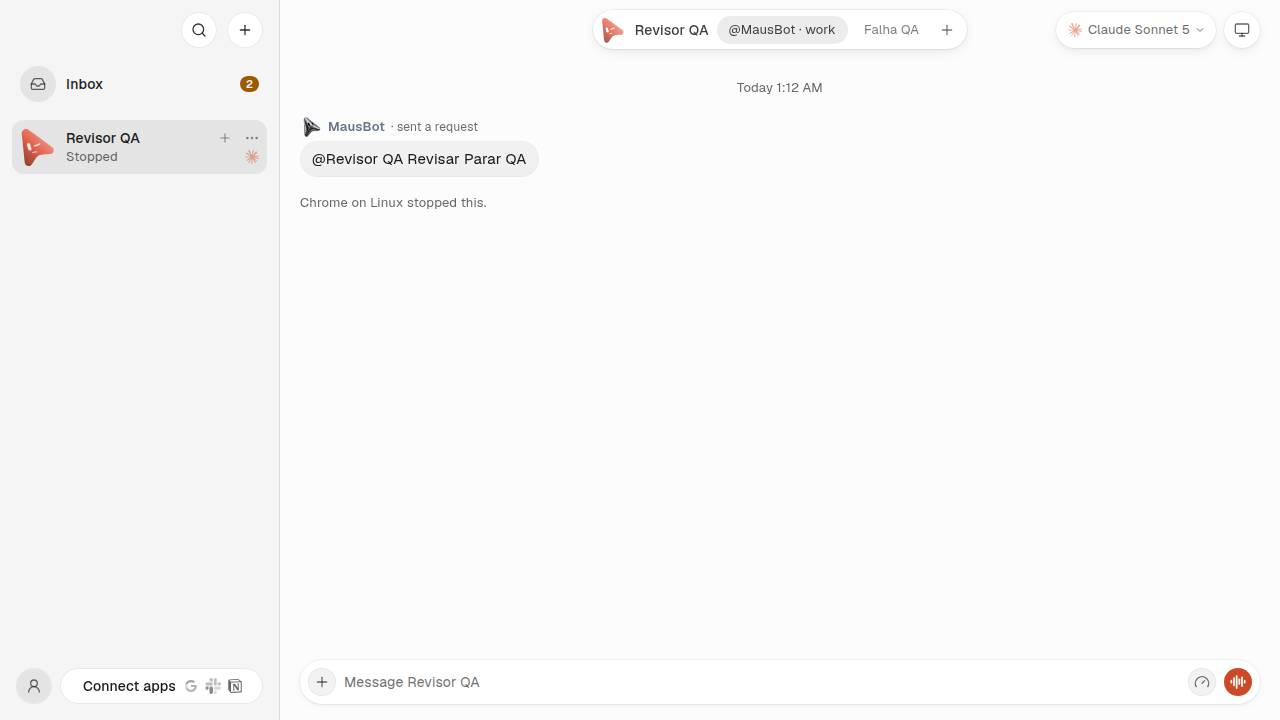 Inbox
2
Revisor QA
Stopped
Connect apps
Revisor QA
@MausBot · work
Falha QA
Claude Sonnet 5
Today 1:12 AM
MausBot · sent a request
@Revisor QA Revisar Parar QA
Chrome on Linux stopped this.
Message Revisor QA